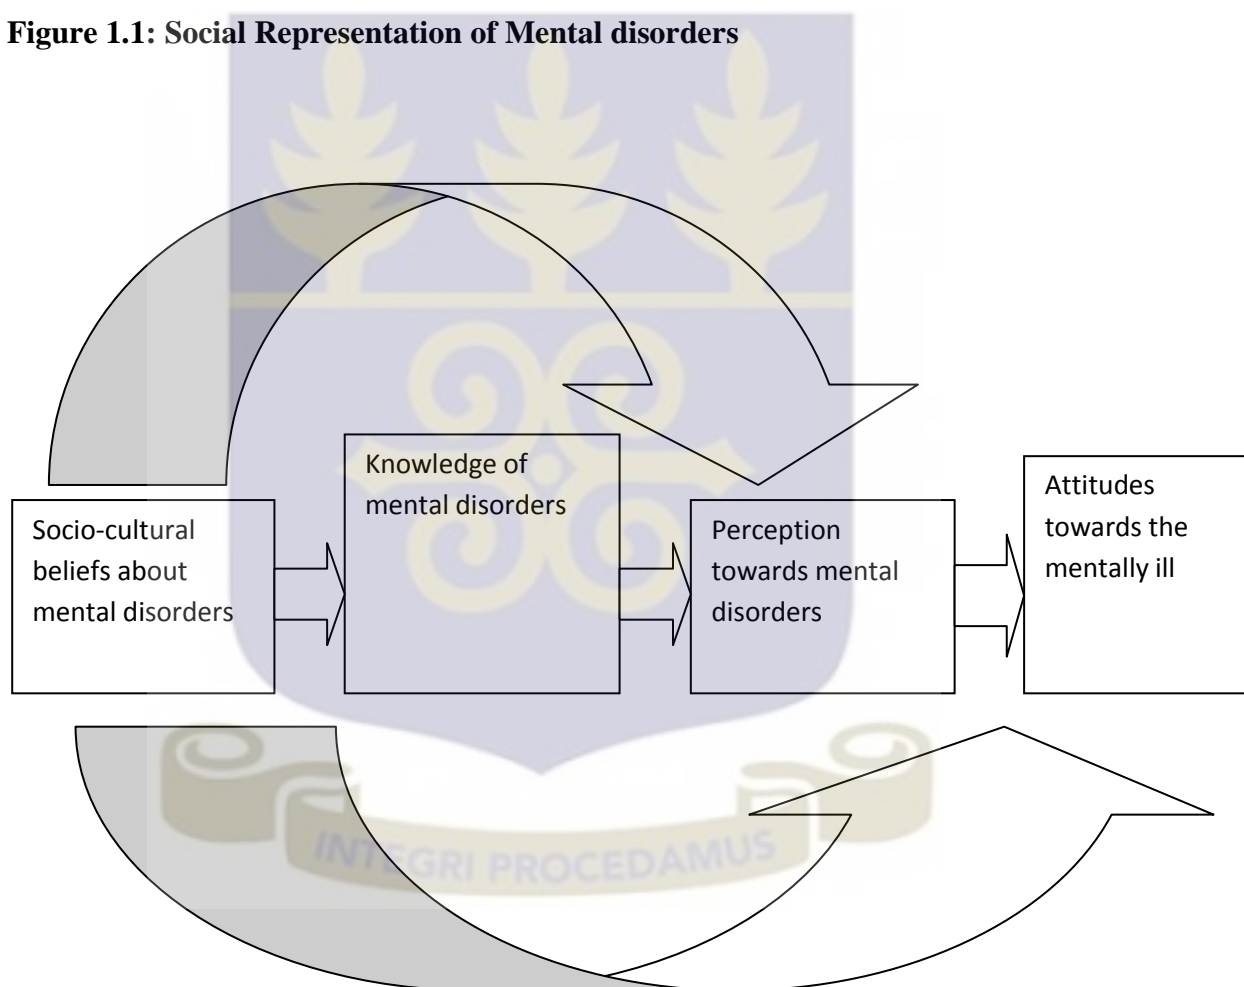 Figure 1.1: Social Representation of Mental disorders
Socio-cultural
beliefs about
mental disorders
Knowledge of
mental disorders
Perception
towards mental
disorders
Attitudes
towards the
mentally ill
INTEGRI PROCEDAMUS